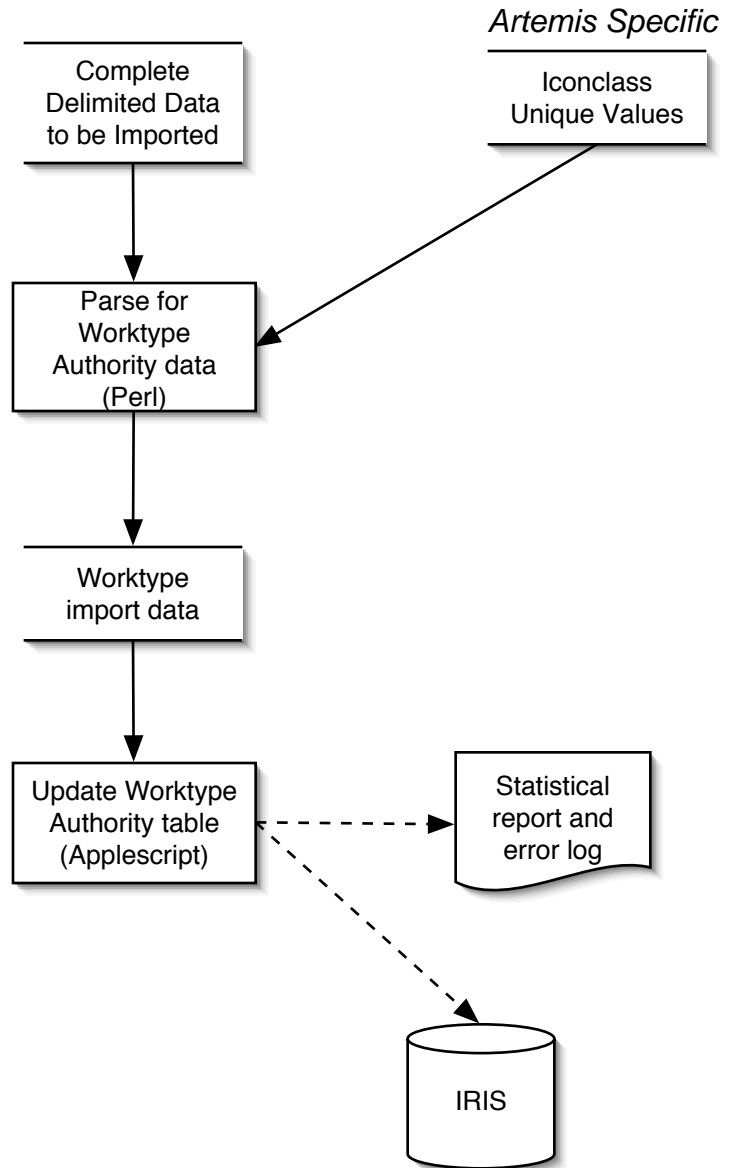 Artemis Specific
Complete
Delimited Data
to be Imported
Iconclass
Unique Values
Parse for
Worktype
Authority data
(Perl)
Worktype
import data
Update Worktype
Authority table
(Applescript)
Statistical
report and
error log
IRIS